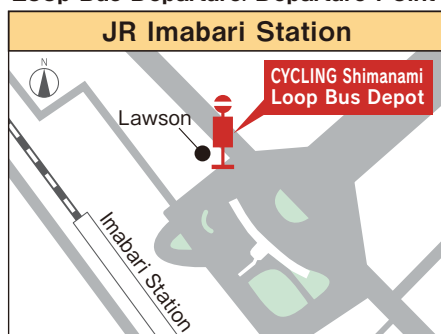 Loop Bus Departure/Departure Point
JR Imabari Station
N
CYCLING Shimanami
Loop Bus Depot
Lawson
Imabari Station